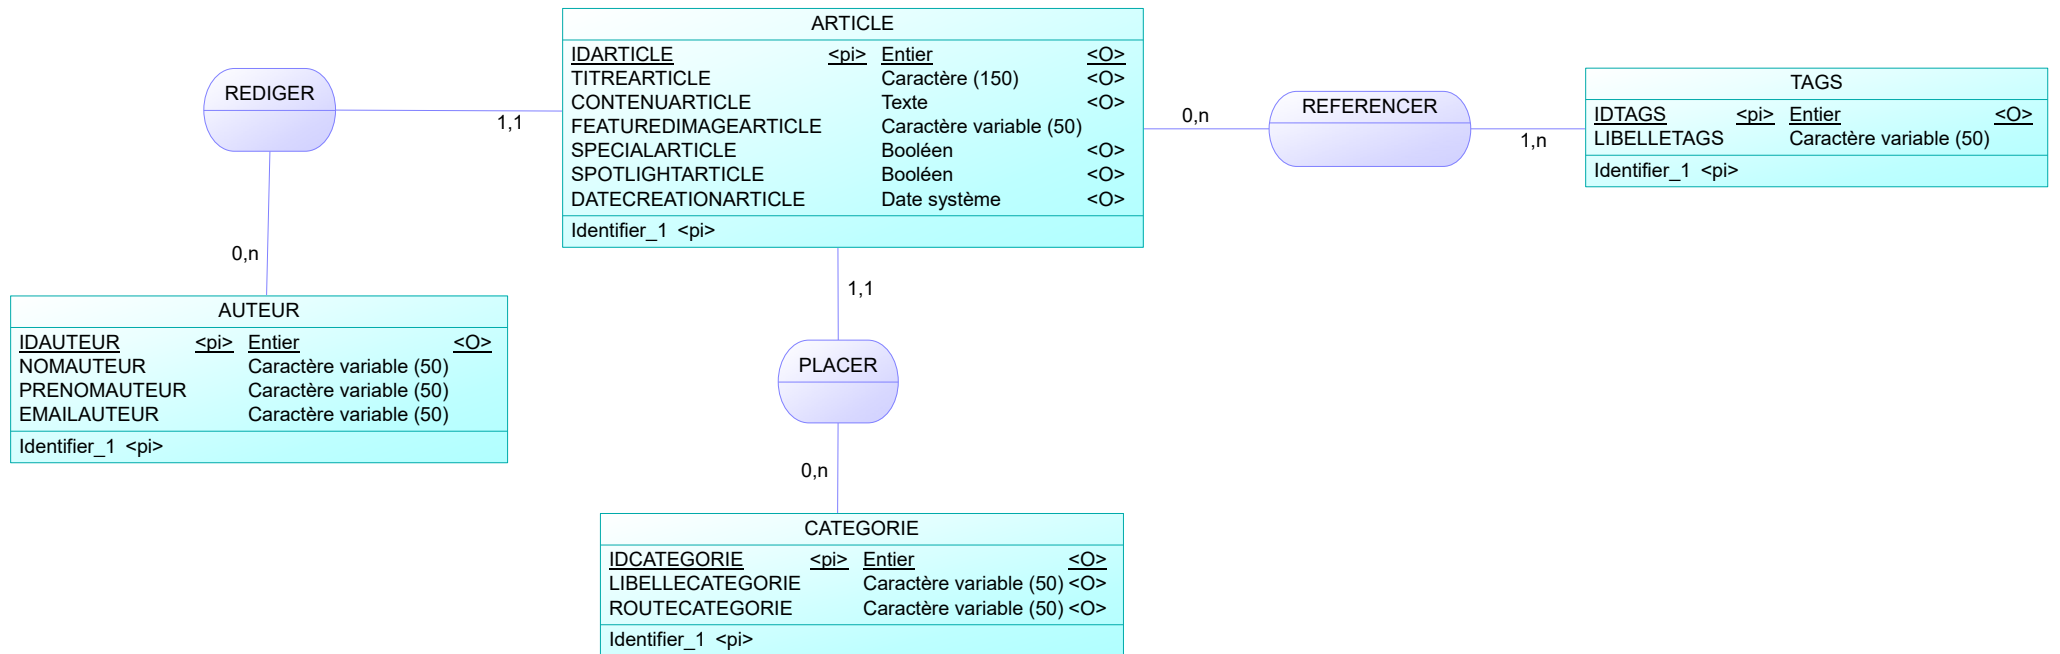 ARTICLE
IDARTICLE <pi> Entier <O>
TITREARTICLE Caractère (150) <O>
CONTENUARTICLE Texte <O>
FEATUREDIMAGEARTICLE Caractère variable (50)
SPECIALARTICLE Booléen <O>
SPOTLIGHTARTICLE Booléen <O>
DATECREATIONARTICLE Date système <O>
Identifier_1 <pi>
REDIGER
1,1
0,n
REFERENCER
0,n
1,n
TAGS
IDTAGS <pi> Entier <O>
LIBELLETAGS Caractère variable (50)
Identifier_1 <pi>
AUTEUR
IDAUTEUR <pi> Entier <O>
NOMAUTEUR Caractère variable (50)
PRENOMAUTEUR Caractère variable (50)
EMAILAUTEUR Caractère variable (50)
Identifier_1 <pi>
1,1
PLACER
0,n
CATEGORIE
IDCATEGORIE <pi> Entier <O>
LIBELLECATEGORIE Caractère variable (50) <O>
ROUTECATEGORIE Caractère variable (50) <O>
Identifier_1 <pi>